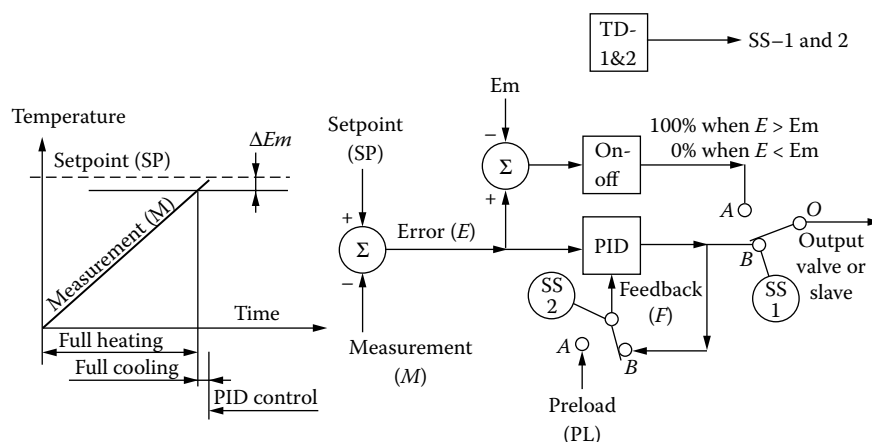 TD-
1&2
SS–1 and 2
Temperature
Setpoint (SP)
ΔEm
Measurement (M)
Time
Full heating
Full cooling
PID control
Setpoint
(SP)
Em
100% when E > Em
0% when E < Em
+
−
Σ
Error (E)
−
+
Σ
On-
off
PID
A
O
B
Output
valve or
slave
SS
1
SS
2
Feedback
(F)
A
B
Measurement
(M)
Preload
(PL)